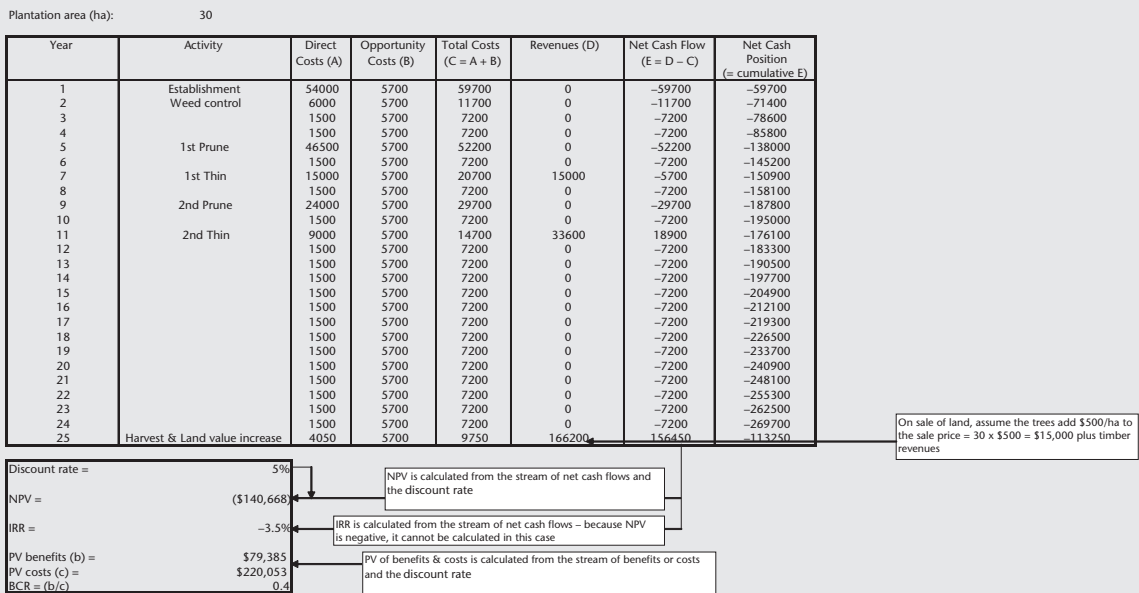 Plantation area (ha): 30
Year Activity Direct Opportunity Total Costs Revenues (D) Net Cash Flow Net Cash
Costs (A) Costs (B) (C = A + B) (E = D – C) Position
(= cumulative E)
1 Establishment 54000 5700 59700 0 –59700 –59700
2 Weed control 6000 5700 11700 0 –11700 –71400
3 1500 5700 7200 0 –7200 –78600
4 1500 5700 7200 0 –7200 –85800
5 1st Prune 46500 5700 52200 0 –52200 –138000
6 1500 5700 7200 0 –7200 –145200
7 1st Thin 15000 5700 20700 15000 –5700 –150900
8 1500 5700 7200 0 –7200 –158100
9 2nd Prune 24000 5700 29700 0 –29700 –187800
10 1500 5700 7200 0 –7200 –195000
11 2nd Thin 9000 5700 14700 33600 18900 –176100
12 1500 5700 7200 0 –7200 –183300
13 1500 5700 7200 0 –7200 –190500
14 1500 5700 7200 0 –7200 –197700
15 1500 5700 7200 0 –7200 –204900
16 1500 5700 7200 0 –7200 –212100
17 1500 5700 7200 0 –7200 –219300
18 1500 5700 7200 0 –7200 –226500
19 1500 5700 7200 0 –7200 –233700
20 1500 5700 7200 0 –7200 –240900
21 1500 5700 7200 0 –7200 –248100
22 1500 5700 7200 0 –7200 –255300
23 1500 5700 7200 0 –7200 –262500
24 1500 5700 7200 0 –7200 –269700
25 Harvest & Land value increase 4050 5700 9750 166200 156450 –113250
On sale of land, assume the trees add $500/ha to
the sale price = 30 x $500 = $15,000 plus timber
revenues
Discount rate = 5%
NPV = ($140,668)
IRR = –3.5%
PV benefits (b) = $79,385
PV costs (c) = $220,053
BCR = (b/c) 0.4
NPV is calculated from the stream of net cash flows and
the discount rate
IRR is calculated from the stream of net cash flows – because NPV
is negative, it cannot be calculated in this case
PV of benefits & costs is calculated from the stream of benefits or costs
and the discount rate